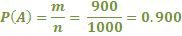 P(A) = m/n = 900/1000 = 0.900